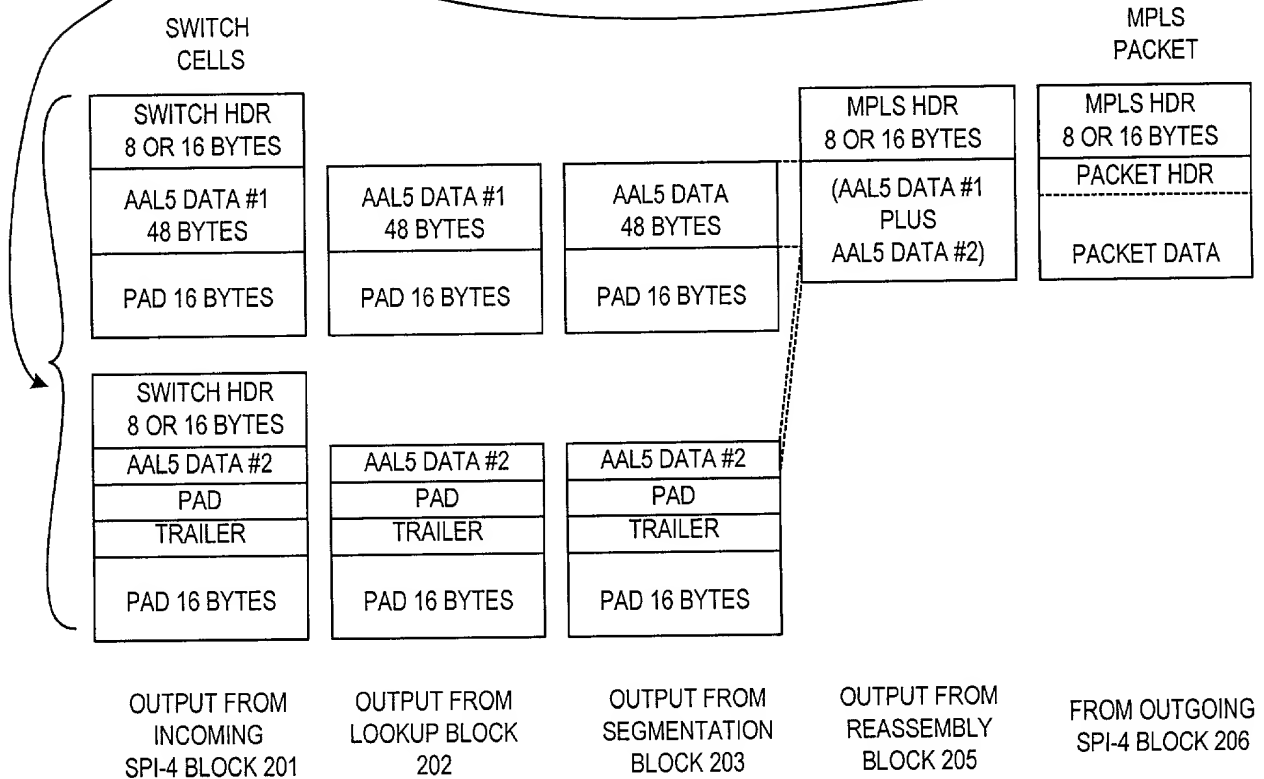 SWITCH
CELLS
MPLS
PACKET
SWITCH HDR
8 OR 16 BYTES
AAL5 DATA #1
48 BYTES
PAD 16 BYTES
AAL5 DATA #1
48 BYTES
PAD 16 BYTES
AAL5 DATA
48 BYTES
PAD 16 BYTES
MPLS HDR
8 OR 16 BYTES
(AAL5 DATA #1
PLUS
AAL5 DATA #2)
MPLS HDR
8 OR 16 BYTES
PACKET HDR
PACKET DATA
SWITCH HDR
8 OR 16 BYTES
AAL5 DATA #2
PAD
TRAILER
PAD 16 BYTES
AAL5 DATA #2
PAD
TRAILER
PAD 16 BYTES
AAL5 DATA #2
PAD
TRAILER
PAD 16 BYTES
OUTPUT FROM
INCOMING
SPI-4 BLOCK 201
OUTPUT FROM
LOOKUP BLOCK
202
OUTPUT FROM
SEGMENTATION
BLOCK 203
OUTPUT FROM
REASSEMBLY
BLOCK 205
FROM OUTGOING
SPI-4 BLOCK 206